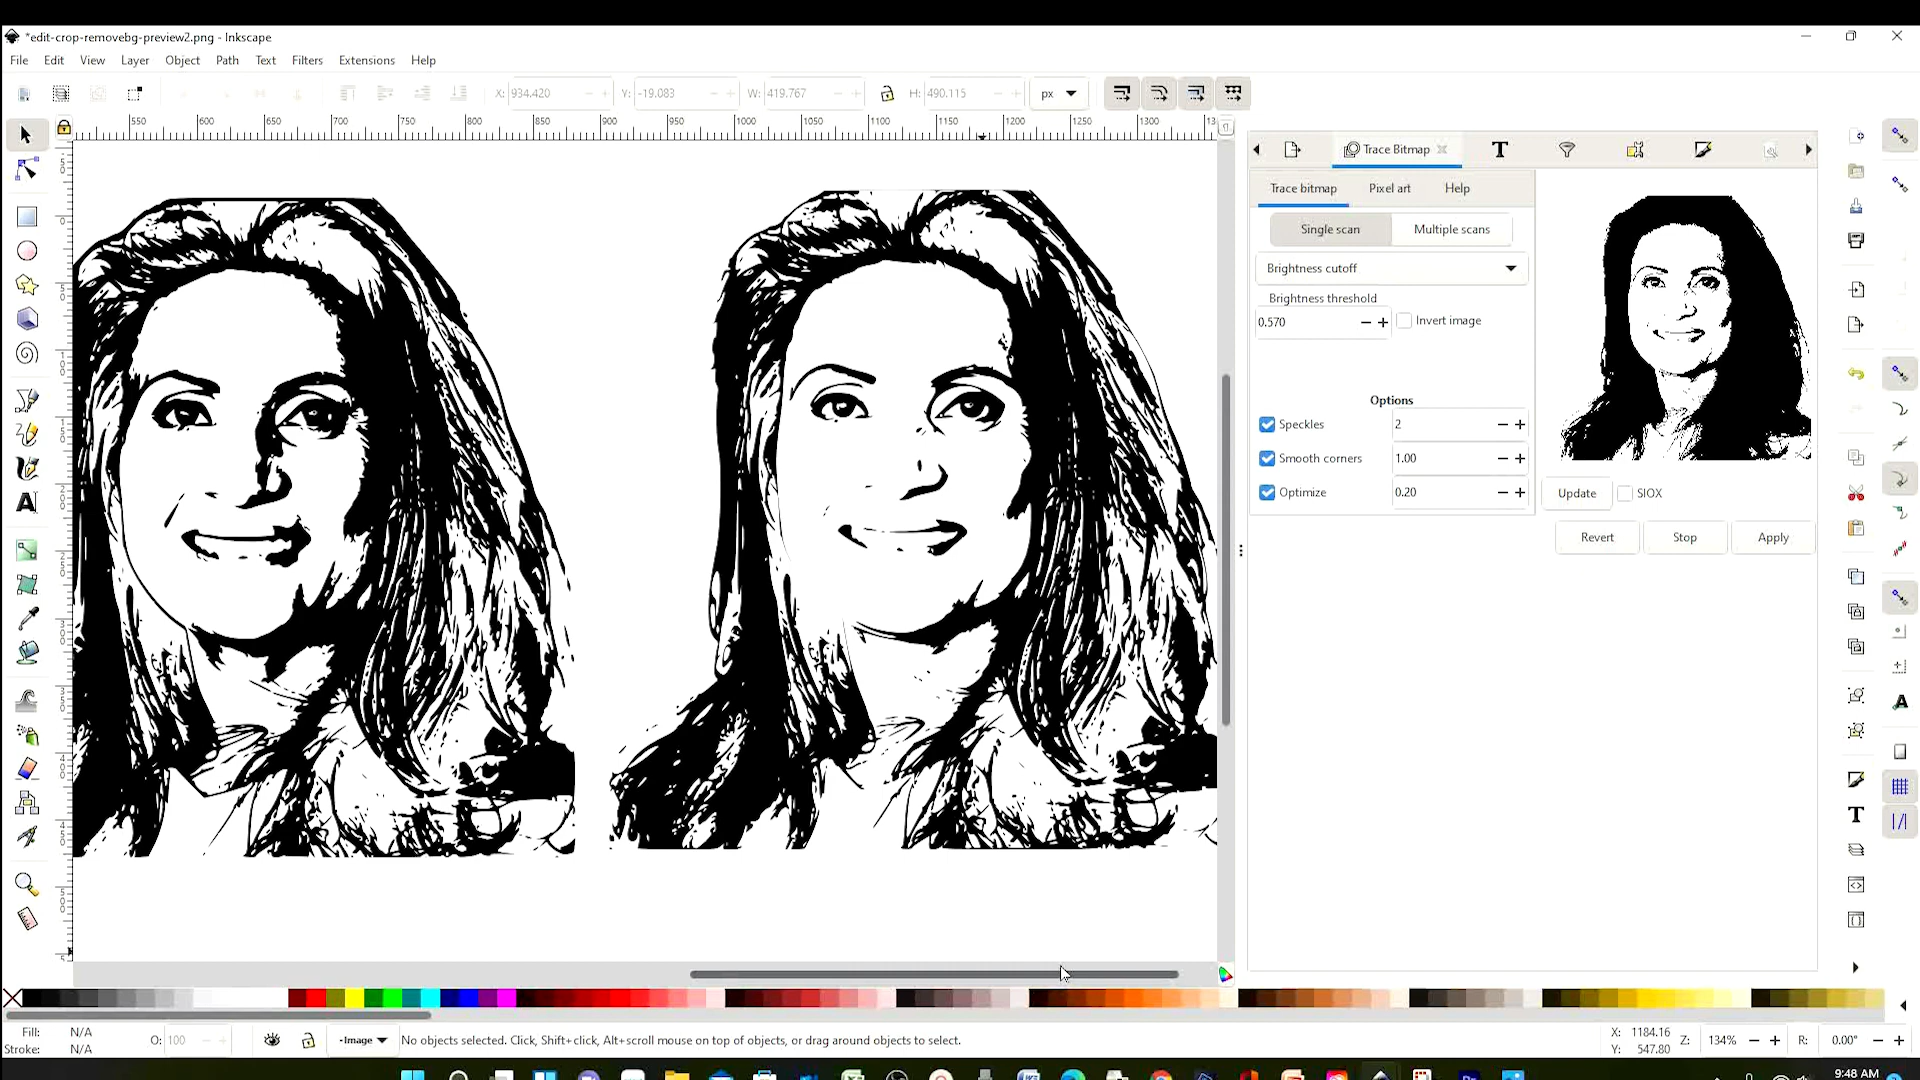 *edit-crop-removebg-preview2.png - Inkscape
File Edit View Layer Object Path Text Filters Extensions Help
X: 934.420 Y: -19.083 W: 419.767 H: 490.115 px
550 600 650 700 750 800 850 900 950 1000 1050 1100 1150 1200 1250 1300
Trace Bitmap
Trace bitmap Pixel art Help
Single scan Multiple scans
Brightness cutoff
Brightness threshold
0.570 Invert image
Options
Speckles 2
Smooth corners 1.00
Optimize 0.20
Update SIOX
Revert Stop Apply
Fill: N/A
Stroke: N/A
O: 100
-Image
No objects selected. Click, Shift+click, Alt+scroll mouse on top of objects, or drag around objects to select.
X: 1184.16
Y: 547.80
Z: 134% R: 0.00°
9:48 AM